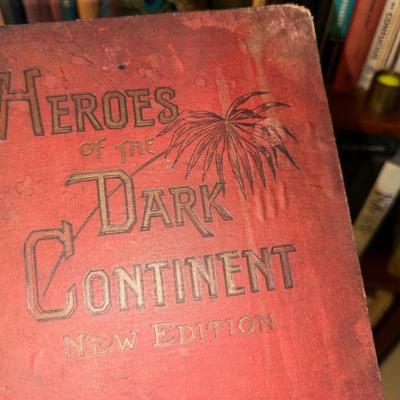 HEROES
OF THE
DARK
CONTINENT
NEW EDITION